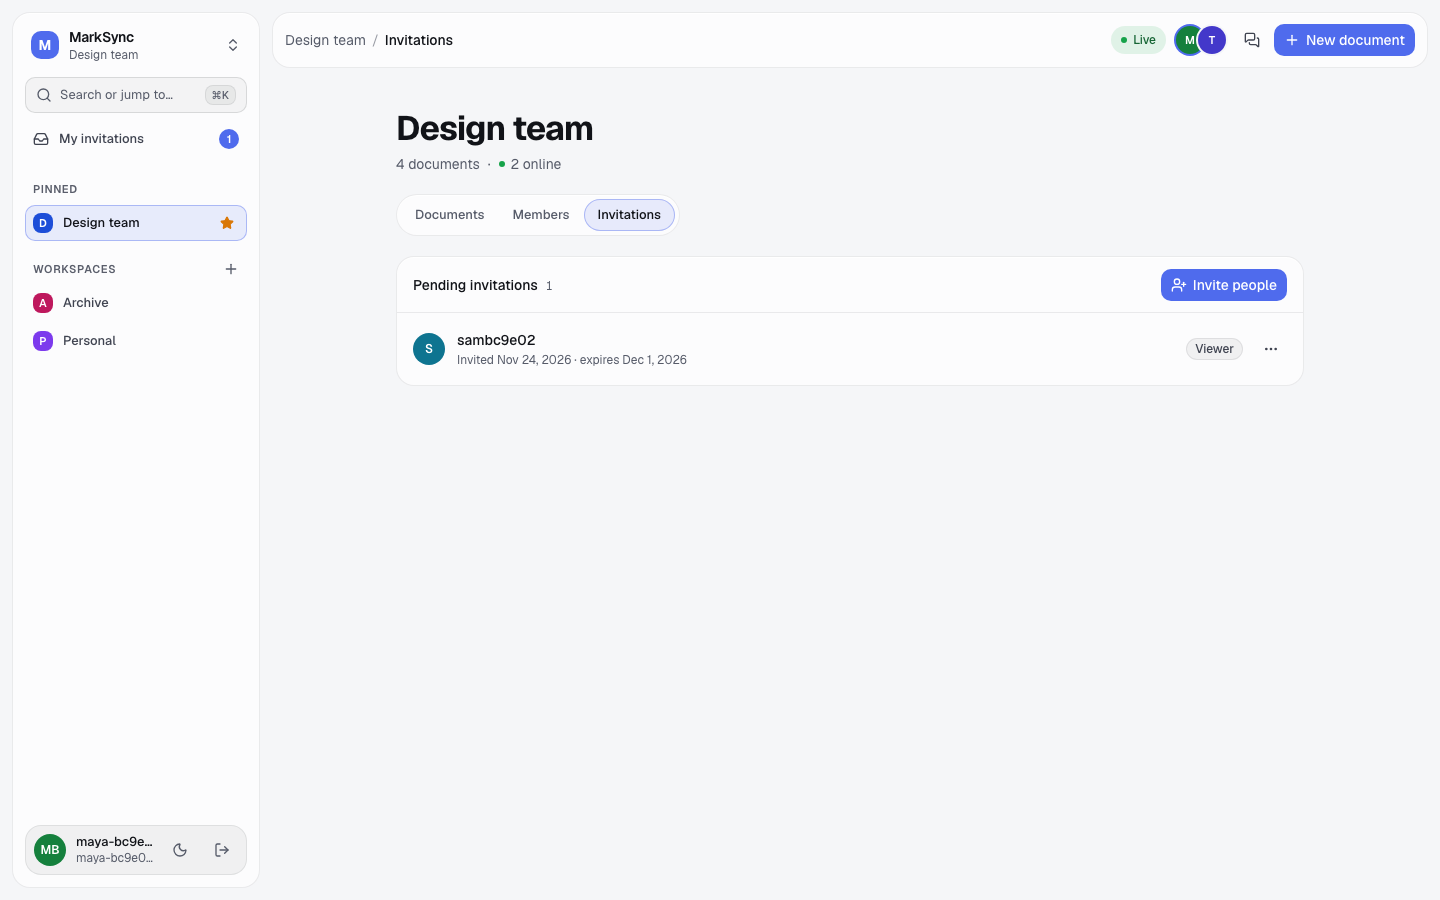 M
MarkSync
Design team
Search or jump to...
⌘K
My invitations
1
PINNED
D
Design team
WORKSPACES
A
Archive
P
Personal
MB
maya-bc9e...
maya-bc9e0...
Design team / Invitations
Live
M
T
New document
Design team
4 documents · 2 online
Documents
Members
Invitations
Pending invitations 1
Invite people
S
sambc9e02
Invited Nov 24, 2026 · expires Dec 1, 2026
Viewer